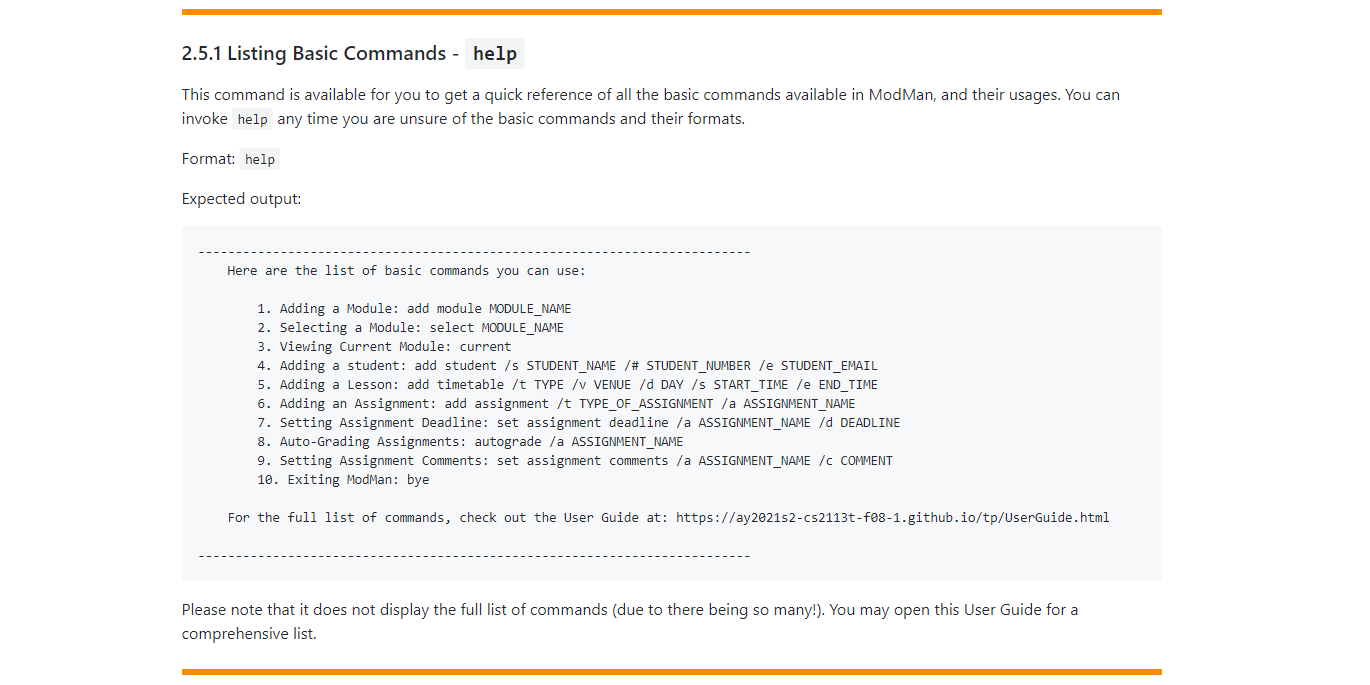 2.5.1 Listing Basic Commands - help
This command is available for you to get a quick reference of all the basic commands available in ModMan, and their usages. You can
invoke help any time you are unsure of the basic commands and their formats.
Format: help
Expected output:
--------------------------------------------------------------------------
Here are the list of basic commands you can use:
1. Adding a Module: add module MODULE_NAME
2. Selecting a Module: select MODULE_NAME
3. Viewing Current Module: current
4. Adding a student: add student /s STUDENT_NAME /# STUDENT_NUMBER /e STUDENT_EMAIL
5. Adding a Lesson: add timetable /t TYPE /v VENUE /d DAY /s START_TIME /e END_TIME
6. Adding an Assignment: add assignment /t TYPE_OF_ASSIGNMENT /a ASSIGNMENT_NAME
7. Setting Assignment Deadline: set assignment deadline /a ASSIGNMENT_NAME /d DEADLINE
8. Auto-Grading Assignments: autograde /a ASSIGNMENT_NAME
9. Setting Assignment Comments: set assignment comments /a ASSIGNMENT_NAME /c COMMENT
10. Exiting ModMan: bye
For the full list of commands, check out the User Guide at: https://ay2021s2-cs2113t-f08-1.github.io/tp/UserGuide.html
--------------------------------------------------------------------------
Please note that it does not display the full list of commands (due to there being so many!). You may open this User Guide for a
comprehensive list.